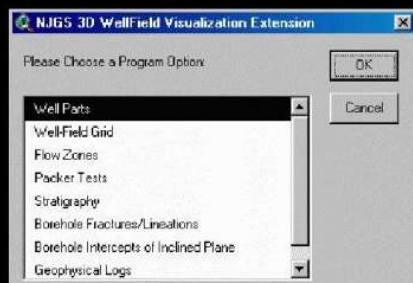 NJGS 3D WellField Visualization Extension
Please Choose a Program Option:
OK
Cancel
Well Parts
Well-Field Grid
Flow Zones
Packer Tests
Stratigraphy
Borehole Fractures/Lineations
Borehole Intercepts of Inclined Plane
Geophysical Logs